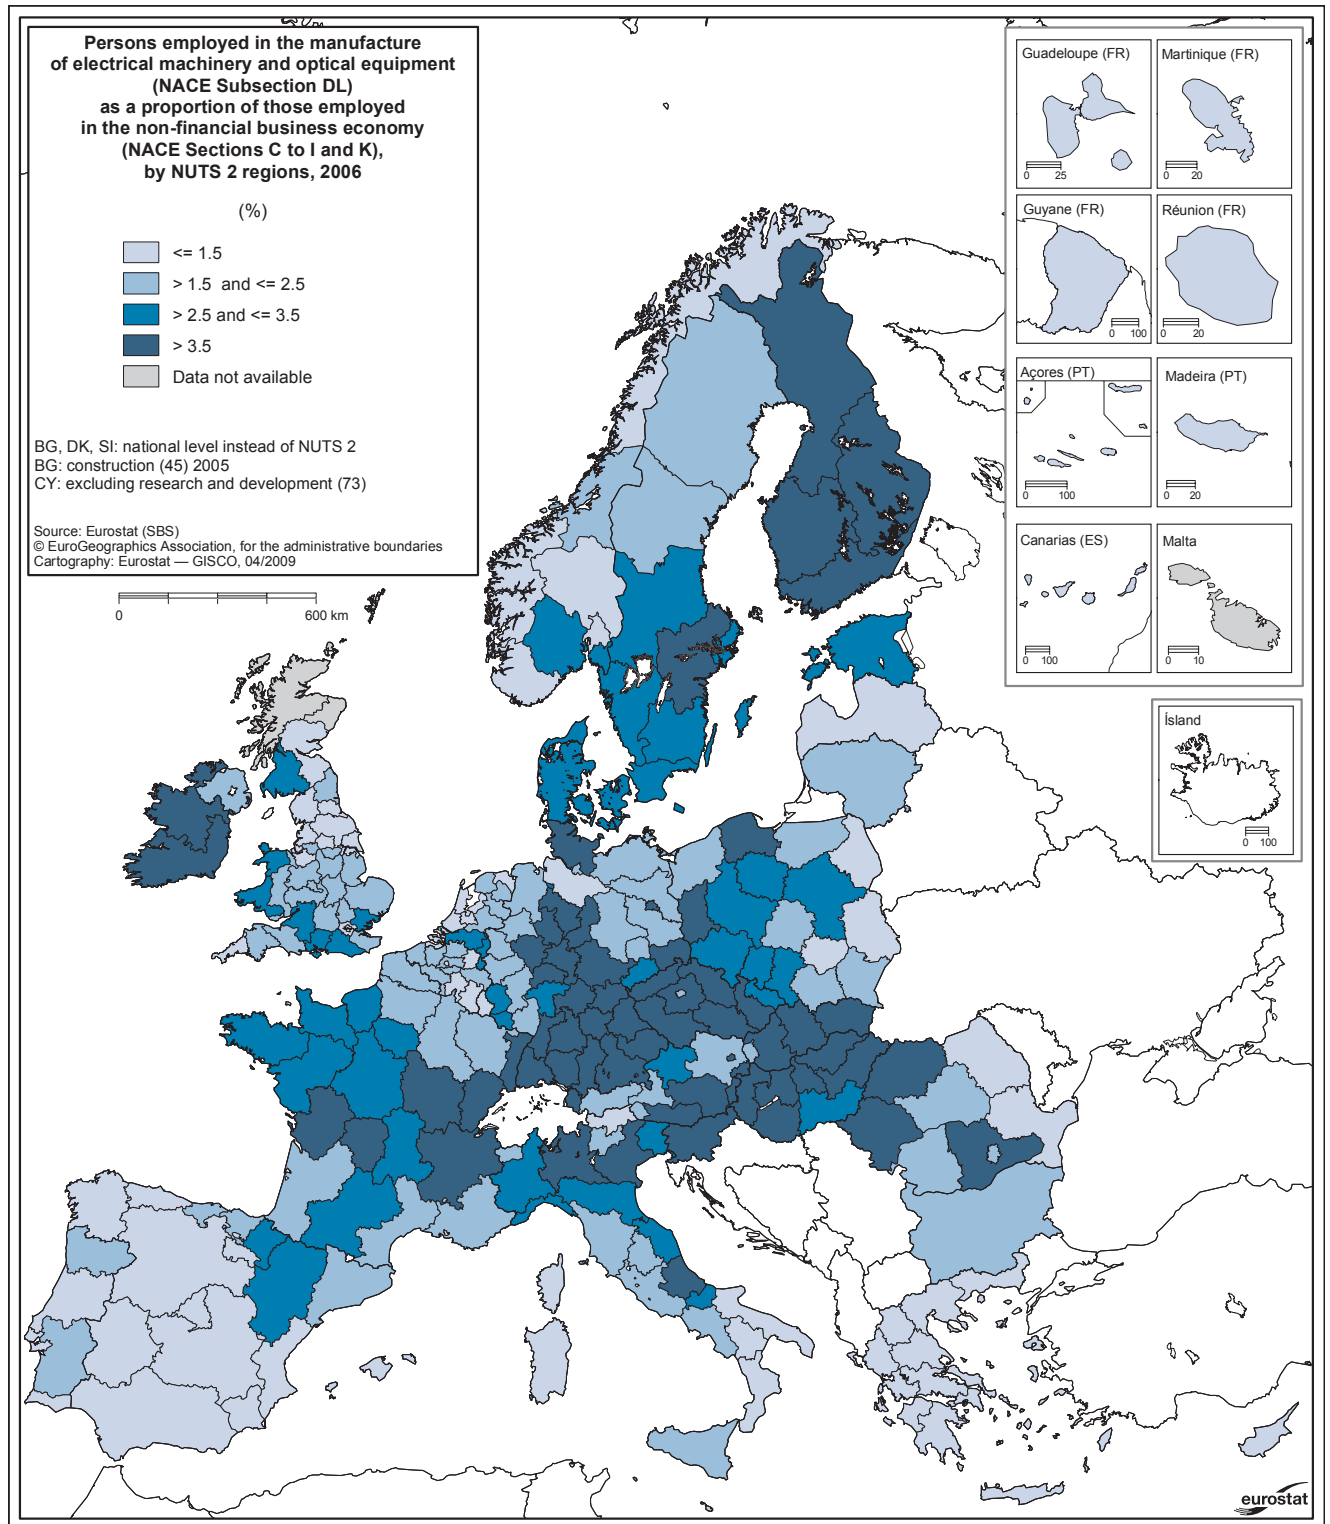 Persons employed in the manufacture
of electrical machinery and optical equipment
(NACE Subsection DL)
as a proportion of those employed
in the non-financial business economy
(NACE Sections C to I and K),
by NUTS 2 regions, 2006
(%)
<= 1.5
> 1.5 and <= 2.5
> 2.5 and <= 3.5
> 3.5
Data not available
BG, DK, SI: national level instead of NUTS 2
BG: construction (45) 2005
CY: excluding research and development (73)
Source: Eurostat (SBS)
© EuroGeographics Association, for the administrative boundaries
Cartography: Eurostat — GISCO, 04/2009
0 600 km
Guadeloupe (FR)
0 25
Martinique (FR)
0 20
Guyane (FR)
0 100
Réunion (FR)
0 20
Açores (PT)
0 100
Madeira (PT)
0 20
Canarias (ES)
0 100
Malta
0 10
Ísland
0 100
eurostat